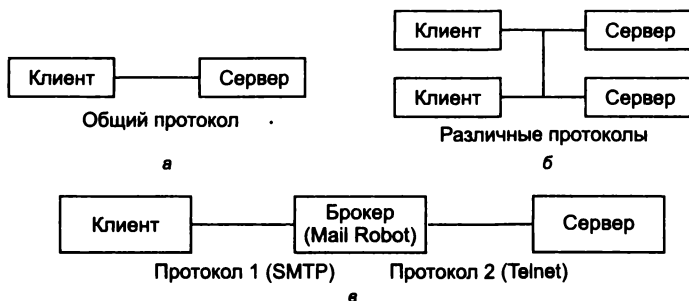 Клиент
Сервер
Общий протокол
а
Клиент
Сервер
Клиент
Сервер
Различные протоколы
б
Клиент
Брокер
(Mail Robot)
Сервер
Протокол 1 (SMTP)
Протокол 2 (Telnet)
в